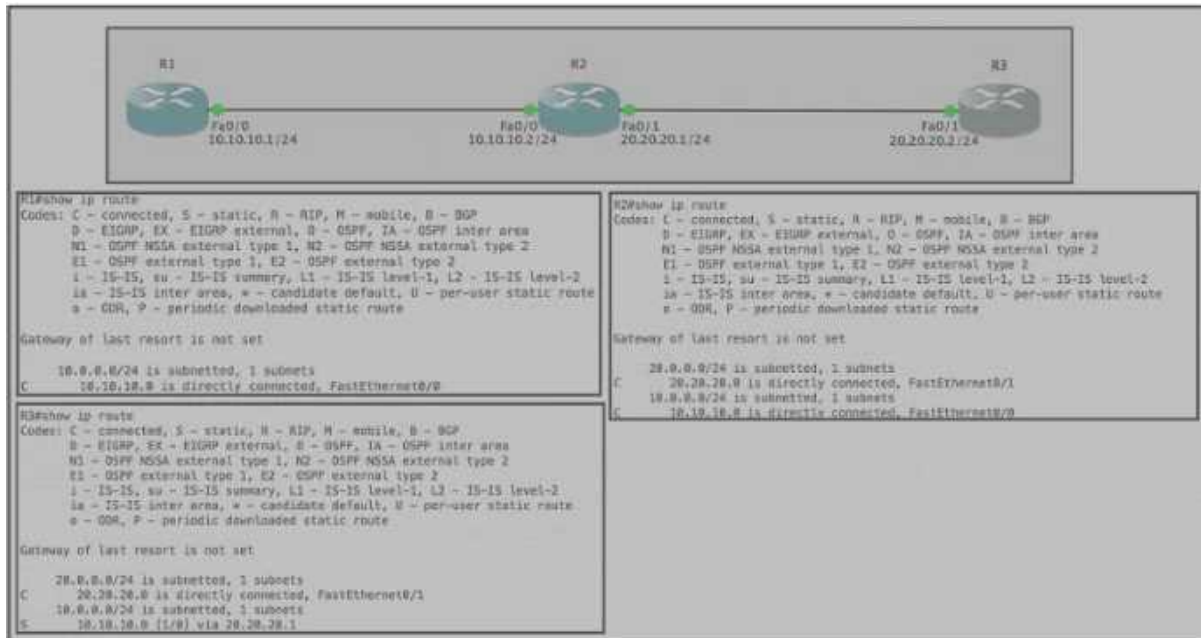 R1
R2
R3
Fa0/0
10.10.10.1/24
Fa0/0
10.10.10.2/24
Fa0/1
20.20.20.1/24
Fa0/1
20.20.20.2/24
R1#show ip route
Codes: C - connected, S - static, R - RIP, M - mobile, B - BGP
D - EIGRP, EX - EIGRP external, O - OSPF, IA - OSPF inter area
N1 - OSPF NSSA external type 1, N2 - OSPF NSSA external type 2
E1 - OSPF external type 1, E2 - OSPF external type 2
i - IS-IS, su - IS-IS summary, L1 - IS-IS level-1, L2 - IS-IS level-2
ia - IS-IS inter area, * - candidate default, U - per-user static route
o - ODR, P - periodic downloaded static route
Gateway of last resort is not set
10.0.0.0/24 is subnetted, 1 subnets
C 10.10.10.0 is directly connected, FastEthernet0/0
R2#show ip route
Codes: C - connected, S - static, R - RIP, M - mobile, B - BGP
D - EIGRP, EX - EIGRP external, O - OSPF, IA - OSPF inter area
N1 - OSPF NSSA external type 1, N2 - OSPF NSSA external type 2
E1 - OSPF external type 1, E2 - OSPF external type 2
i - IS-IS, su - IS-IS summary, L1 - IS-IS level-1, L2 - IS-IS level-2
ia - IS-IS inter area, * - candidate default, U - per-user static route
o - ODR, P - periodic downloaded static route
Gateway of last resort is not set
20.0.0.0/24 is subnetted, 1 subnets
C 20.20.20.0 is directly connected, FastEthernet0/1
10.0.0.0/24 is subnetted, 1 subnets
C 10.10.10.0 is directly connected, FastEthernet0/0
R3#show ip route
Codes: C - connected, S - static, R - RIP, M - mobile, B - BGP
D - EIGRP, EX - EIGRP external, O - OSPF, IA - OSPF inter area
N1 - OSPF NSSA external type 1, N2 - OSPF NSSA external type 2
E1 - OSPF external type 1, E2 - OSPF external type 2
i - IS-IS, su - IS-IS summary, L1 - IS-IS level-1, L2 - IS-IS level-2
ia - IS-IS inter area, * - candidate default, U - per-user static route
o - ODR, P - periodic downloaded static route
Gateway of last resort is not set
20.0.0.0/24 is subnetted, 1 subnets
C 20.20.20.0 is directly connected, FastEthernet0/1
10.0.0.0/24 is subnetted, 1 subnets
S 10.10.10.0 [1/0] via 20.20.20.1